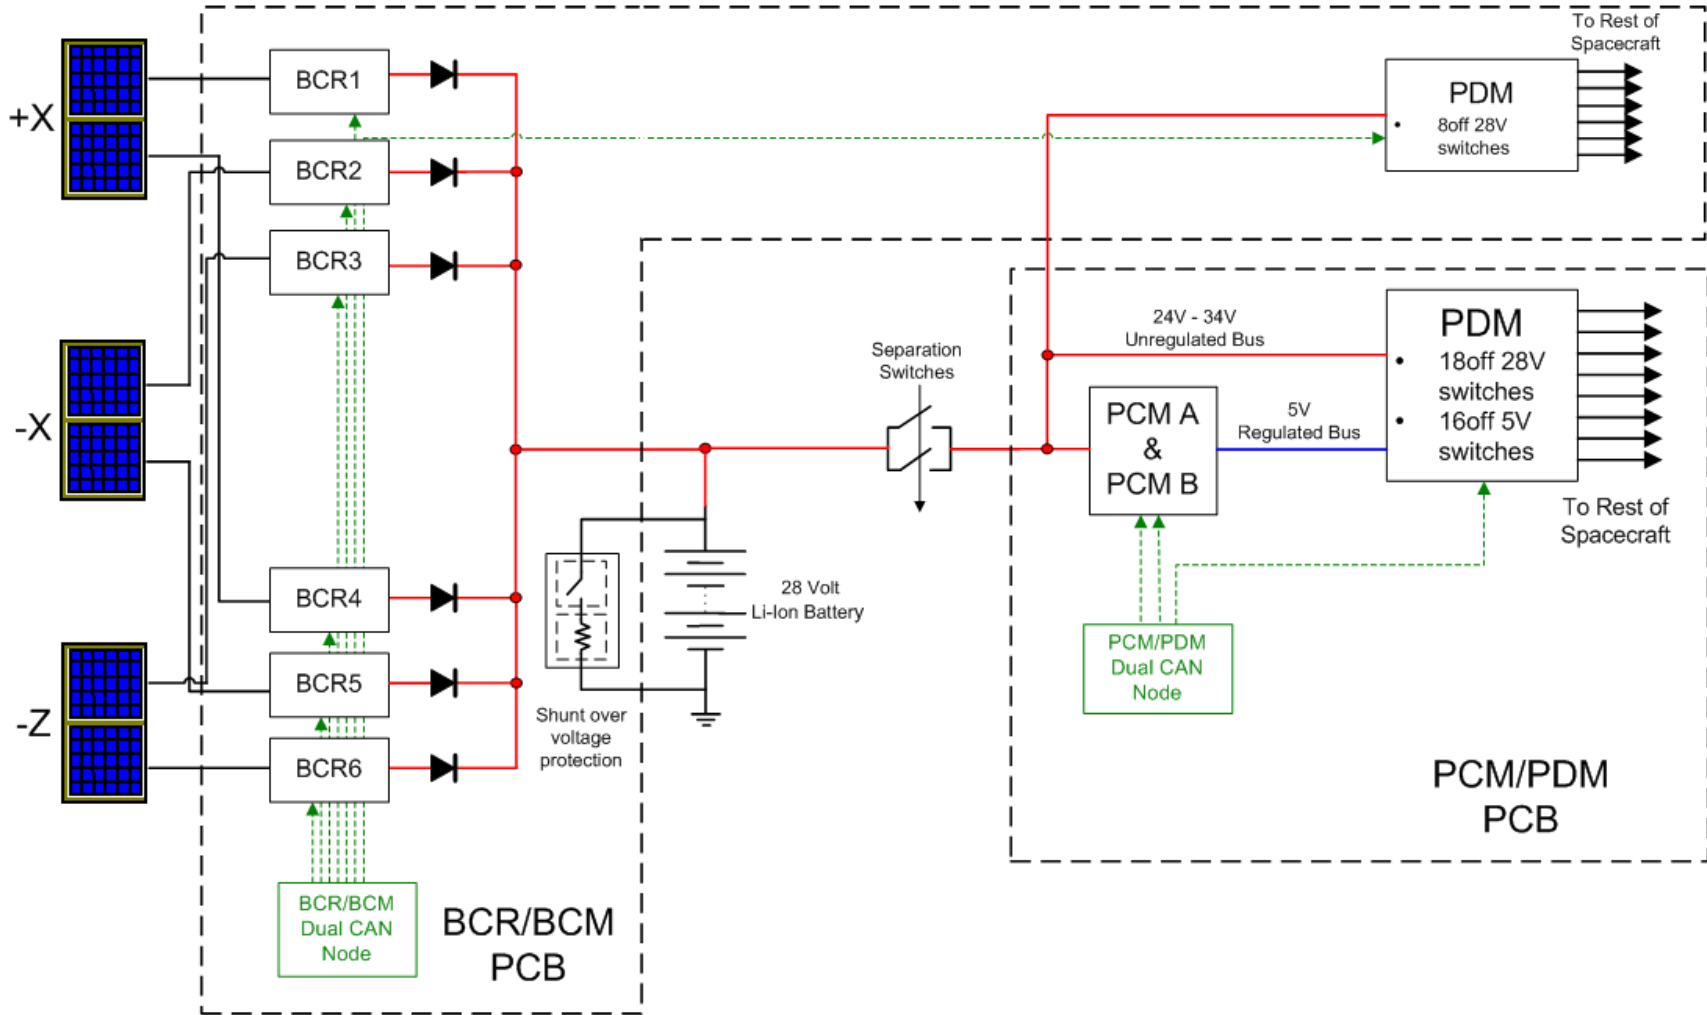 To Rest of
Spacecraft
+X
BCR1
PDM
8off 28V
switches
BCR2
BCR3
24V - 34V
Unregulated Bus
PDM
18off 28V
switches
16off 5V
switches
Separation
Switches
-X
PCM A
&
PCM B
5V
Regulated Bus
To Rest of
Spacecraft
BCR4
28 Volt
Li-Ion Battery
PCM/PDM
Dual CAN
Node
BCR5
-Z
Shunt over
voltage
protection
BCR6
PCM/PDM
PCB
BCR/BCM
Dual CAN
Node
BCR/BCM
PCB